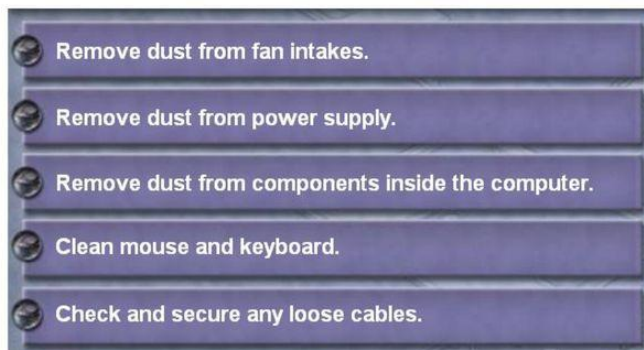 Remove dust from fan intakes.
Remove dust from power supply.
Remove dust from components inside the computer.
Clean mouse and keyboard.
Check and secure any loose cables.